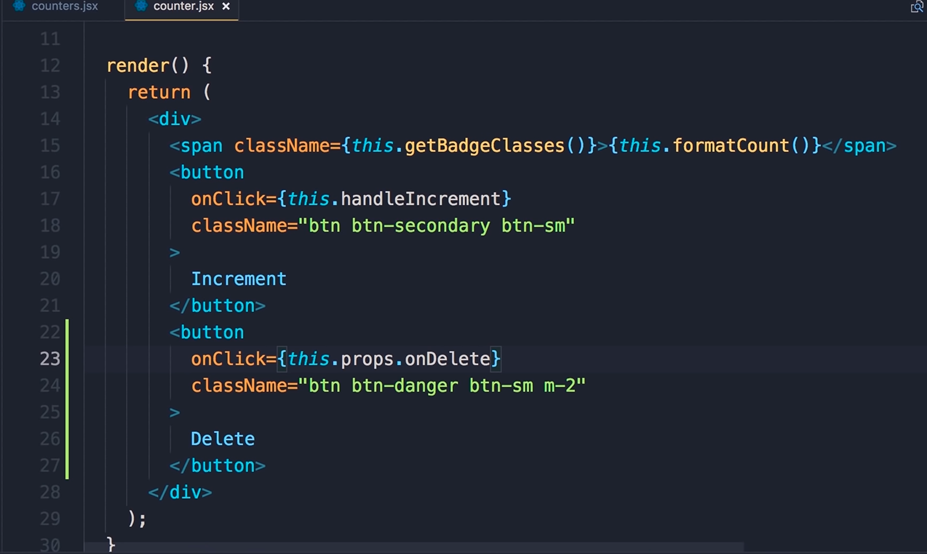 counters.jsx counter.jsx ×
11
12 render() {
13 return (
14 <div>
15 <span className={this.getBadgeClasses()}>{this.formatCount()}</span>
16 <button
17 onClick={this.handleIncrement}
18 className="btn btn-secondary btn-sm"
19 >
20 Increment
21 </button>
22 <button
23 onClick={this.props.onDelete}
24 className="btn btn-danger btn-sm m-2"
25 >
26 Delete
27 </button>
28 </div>
29 );
30 }